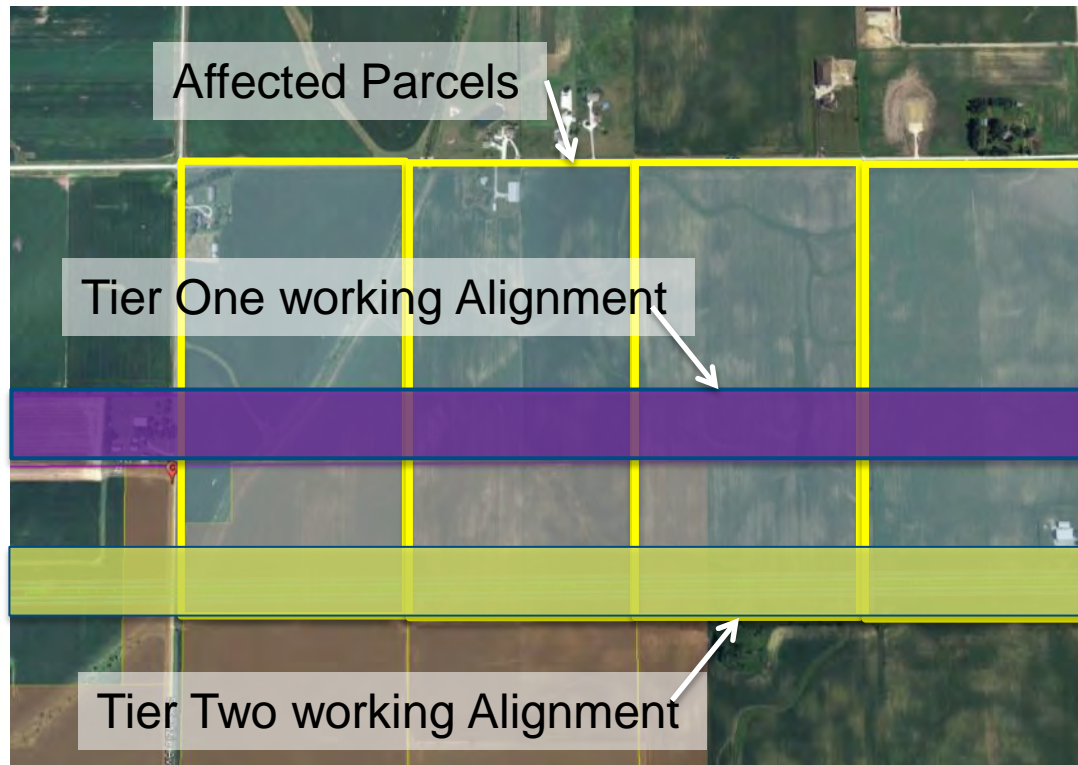 Affected Parcels
Tier One working Alignment
Tier Two working Alignment